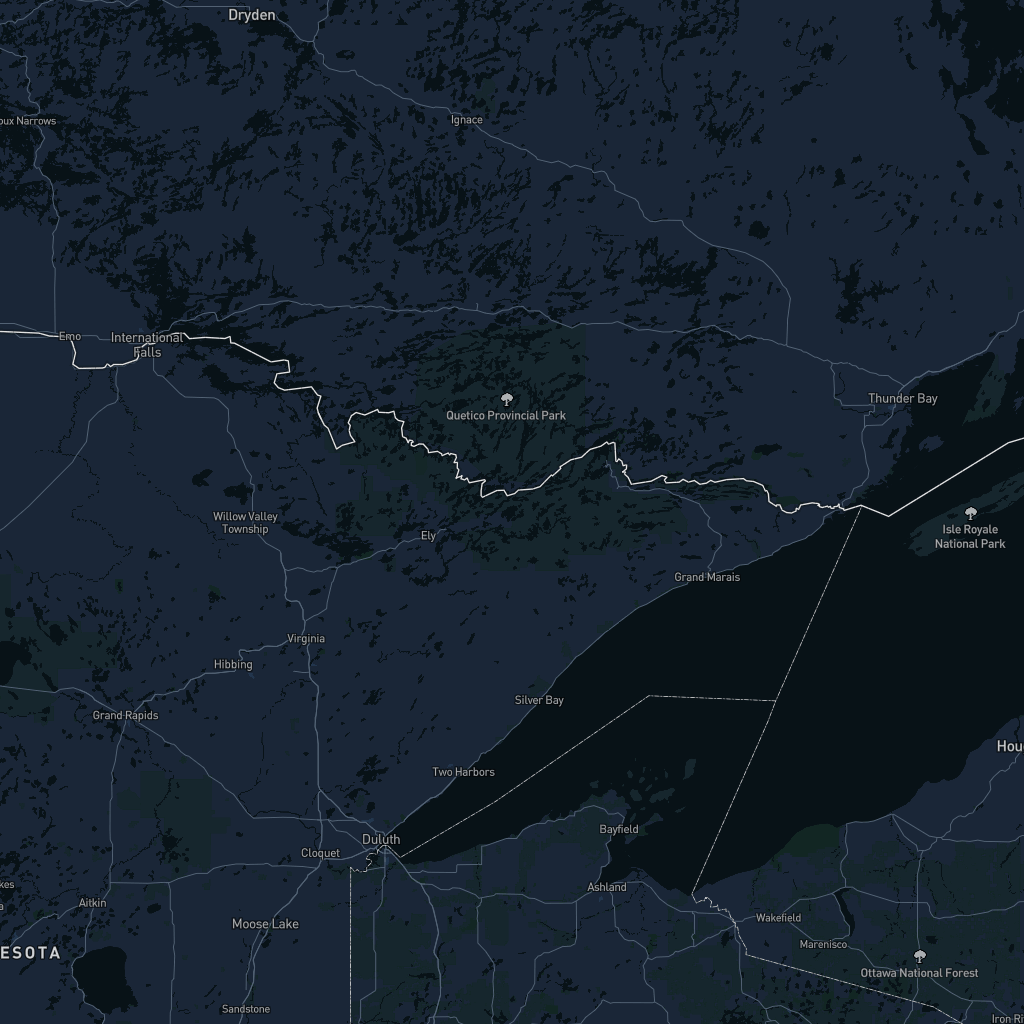 Dryden
Ignace
oux Narrows
Emo
International
Falls
Thunder Bay
Quetico Provincial Park
Willow Valley
Township
Isle Royale
National Park
Ely
Grand Marais
Virginia
Hibbing
Silver Bay
Grand Rapids
Hou
Two Harbors
Bayfield
Duluth
Cloquet
kes
a
Ashland
Aitkin
Moose Lake
Wakefield
Marenisco
ESOTA
Ottawa National Forest
Sandstone
Iron Ri